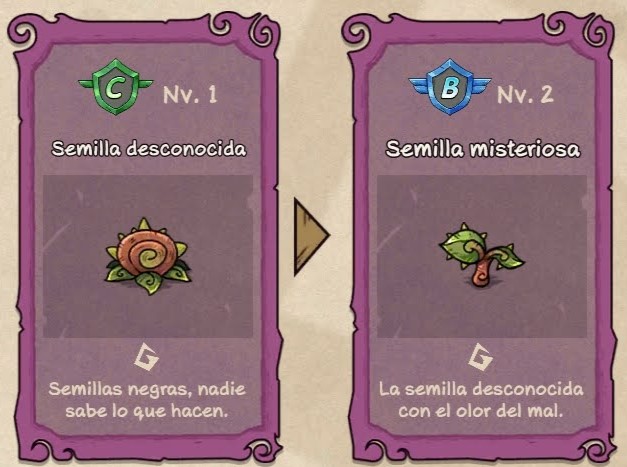 C Nv. 1
Semilla desconocida
Semillas negras, nadie
sabe lo que hacen.
B Nv. 2
Semilla misteriosa
La semilla desconocida
con el olor del mal.